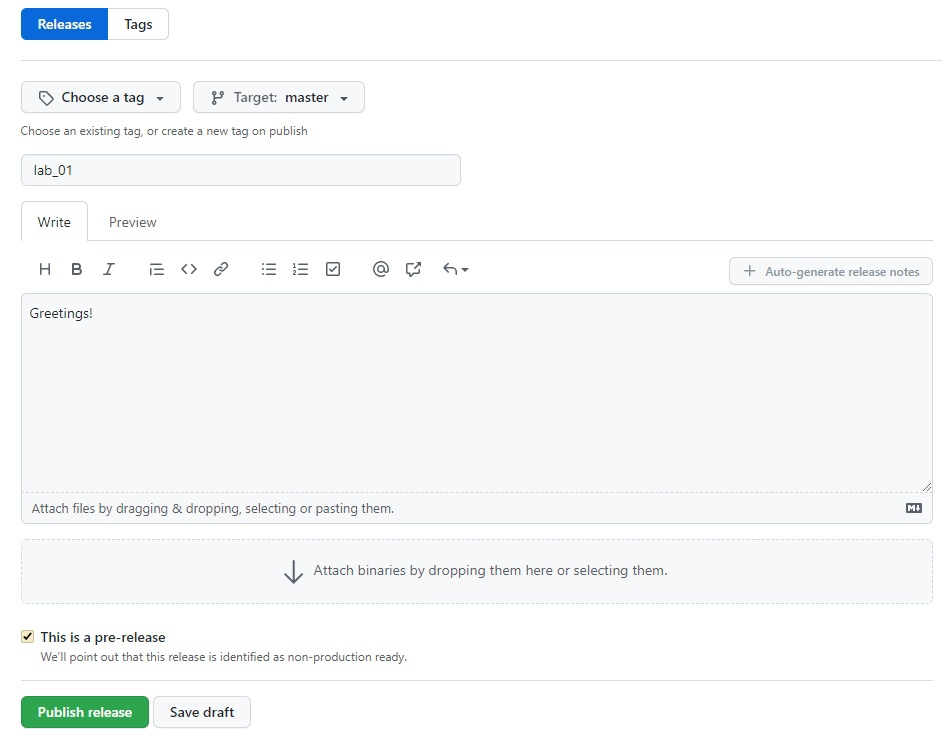 Releases Tags
Choose a tag Target: master
Choose an existing tag, or create a new tag on publish
lab_01
Write Preview
H B I @
Auto-generate release notes
Greetings!
Attach files by dragging & dropping, selecting or pasting them.
Attach binaries by dropping them here or selecting them.
This is a pre-release
We'll point out that this release is identified as non-production ready.
Publish release Save draft